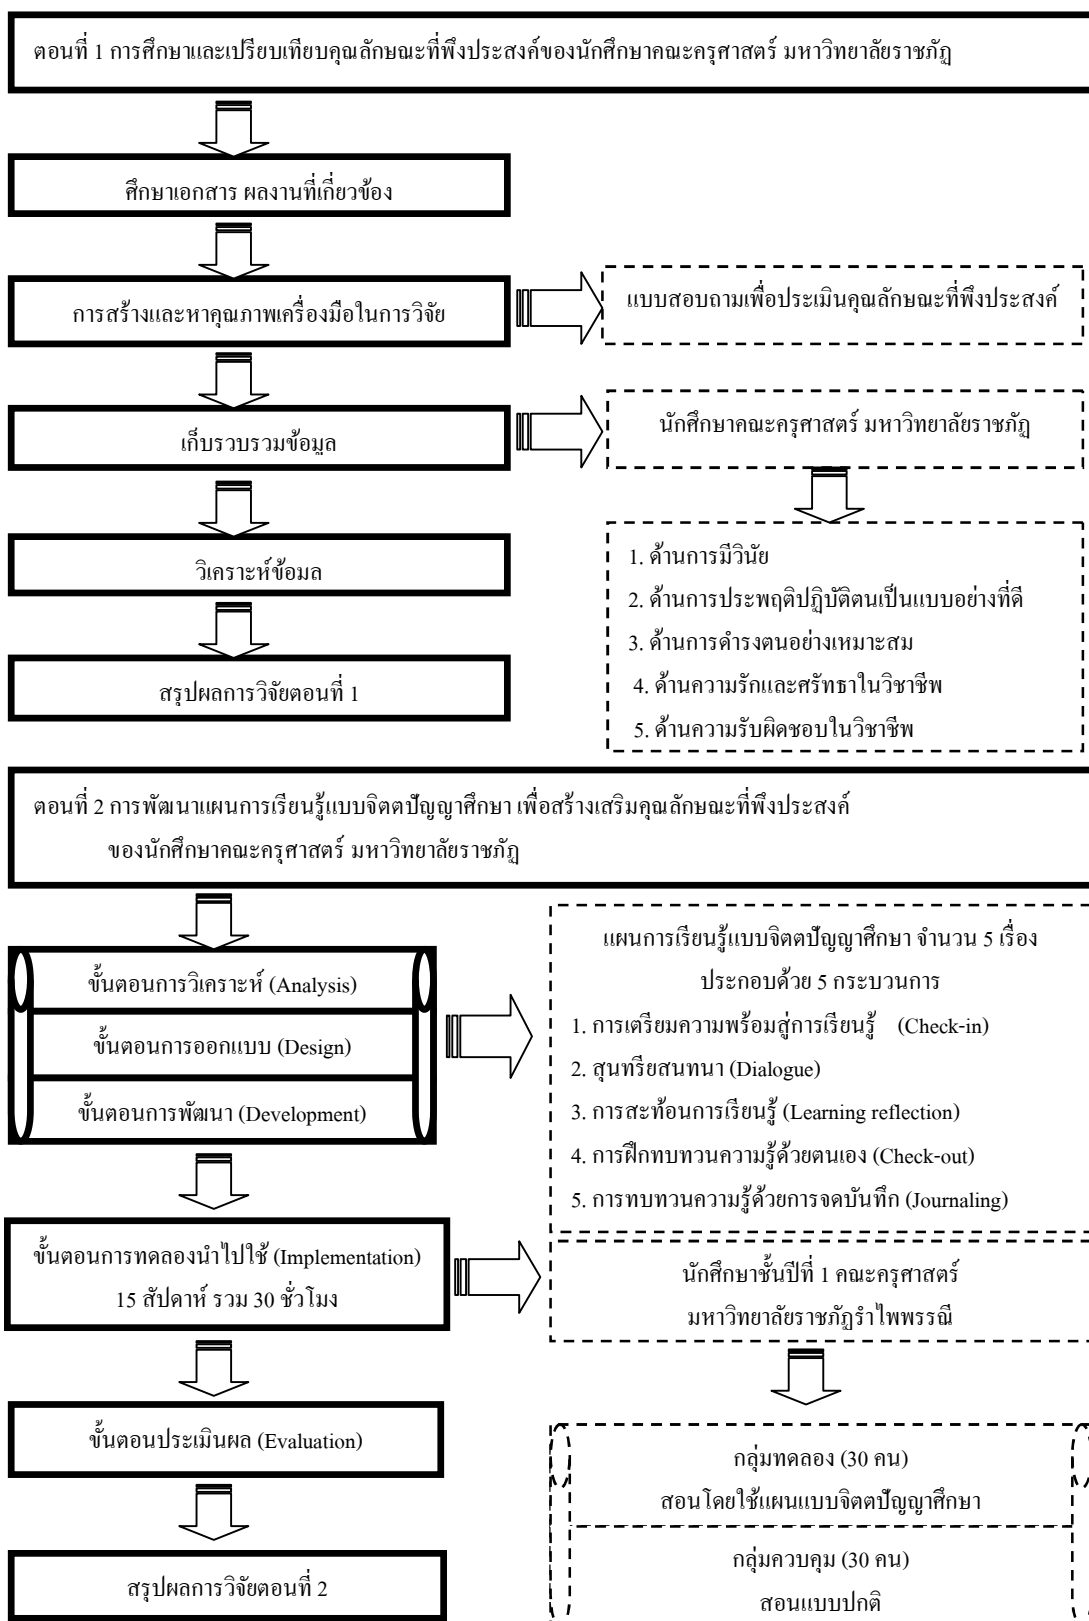 ตอนที่ 1 การศึกษาและเปรียบเทียบคุณลักษณะที่พึงประสงค์ของนักศึกษาคณะครุศาสตร์ มหาวิทยาลัยราชภัฏ
ศึกษาเอกสาร ผลงานที่เกี่ยวข้อง
การสร้างและหาคุณภาพเครื่องมือในการวิจัย
แบบสอบถามเพื่อประเมินคุณลักษณะที่พึงประสงค์
เก็บรวบรวมข้อมูล
นักศึกษาคณะครุศาสตร์ มหาวิทยาลัยราชภัฏ
วิเคราะห์ข้อมล
สรุปผลการวิจัยตอนที่ 1
1. ด้านการมีวินัย
2. ด้านการประพฤติปฏิบัติตนเป็นแบบอย่างที่ดี
3. ด้านการดำรงตนอย่างเหมาะสม
4. ด้านความรักและศรัทธาในวิชาชีพ
5. ด้านความรับผิดชอบในวิชาชีพ
ตอนที่ 2 การพัฒนาแผนการเรียนรู้แบบจิตตปัญญาศึกษา เพื่อสร้างเสริมคุณลักษณะที่พึงประสงค์
ของนักศึกษาคณะครุศาสตร์ มหาวิทยาลัยราชภัฏ
ขั้นตอนการวิเคราะห์ (Analysis)
ขั้นตอนการออกแบบ (Design)
ขั้นตอนการพัฒนา (Development)
แผนการเรียนรู้แบบจิตตปัญญาศึกษา จำนวน 5 เรื่อง
ประกอบด้วย 5 กระบวนการ
1. การเตรียมความพร้อมสู่การเรียนรู้ (Check-in)
2. สุนทรียสนทนา (Dialogue)
3. การสะท้อนการเรียนรู้ (Learning reflection)
4. การฝึกทบทวนความรู้ด้วยตนเอง (Check-out)
5. การทบทวนความรู้ด้วยการจดบันทึก (Journaling)
ขั้นตอนการทดลองนำไปใช้ (Implementation)
15 สัปดาห์ รวม 30 ชั่วโมง
นักศึกษาชั้นปีที่ 1 คณะครุศาสตร์
มหาวิทยาลัยราชภัฏรำไพพรรณี
ขั้นตอนประเมินผล (Evaluation)
กลุ่มทดลอง (30 คน)
สอนโดยใช้แผนแบบจิตตปัญญาศึกษา
กลุ่มควบคุม (30 คน)
สอนแบบปกติ
สรุปผลการวิจัยตอนที่ 2